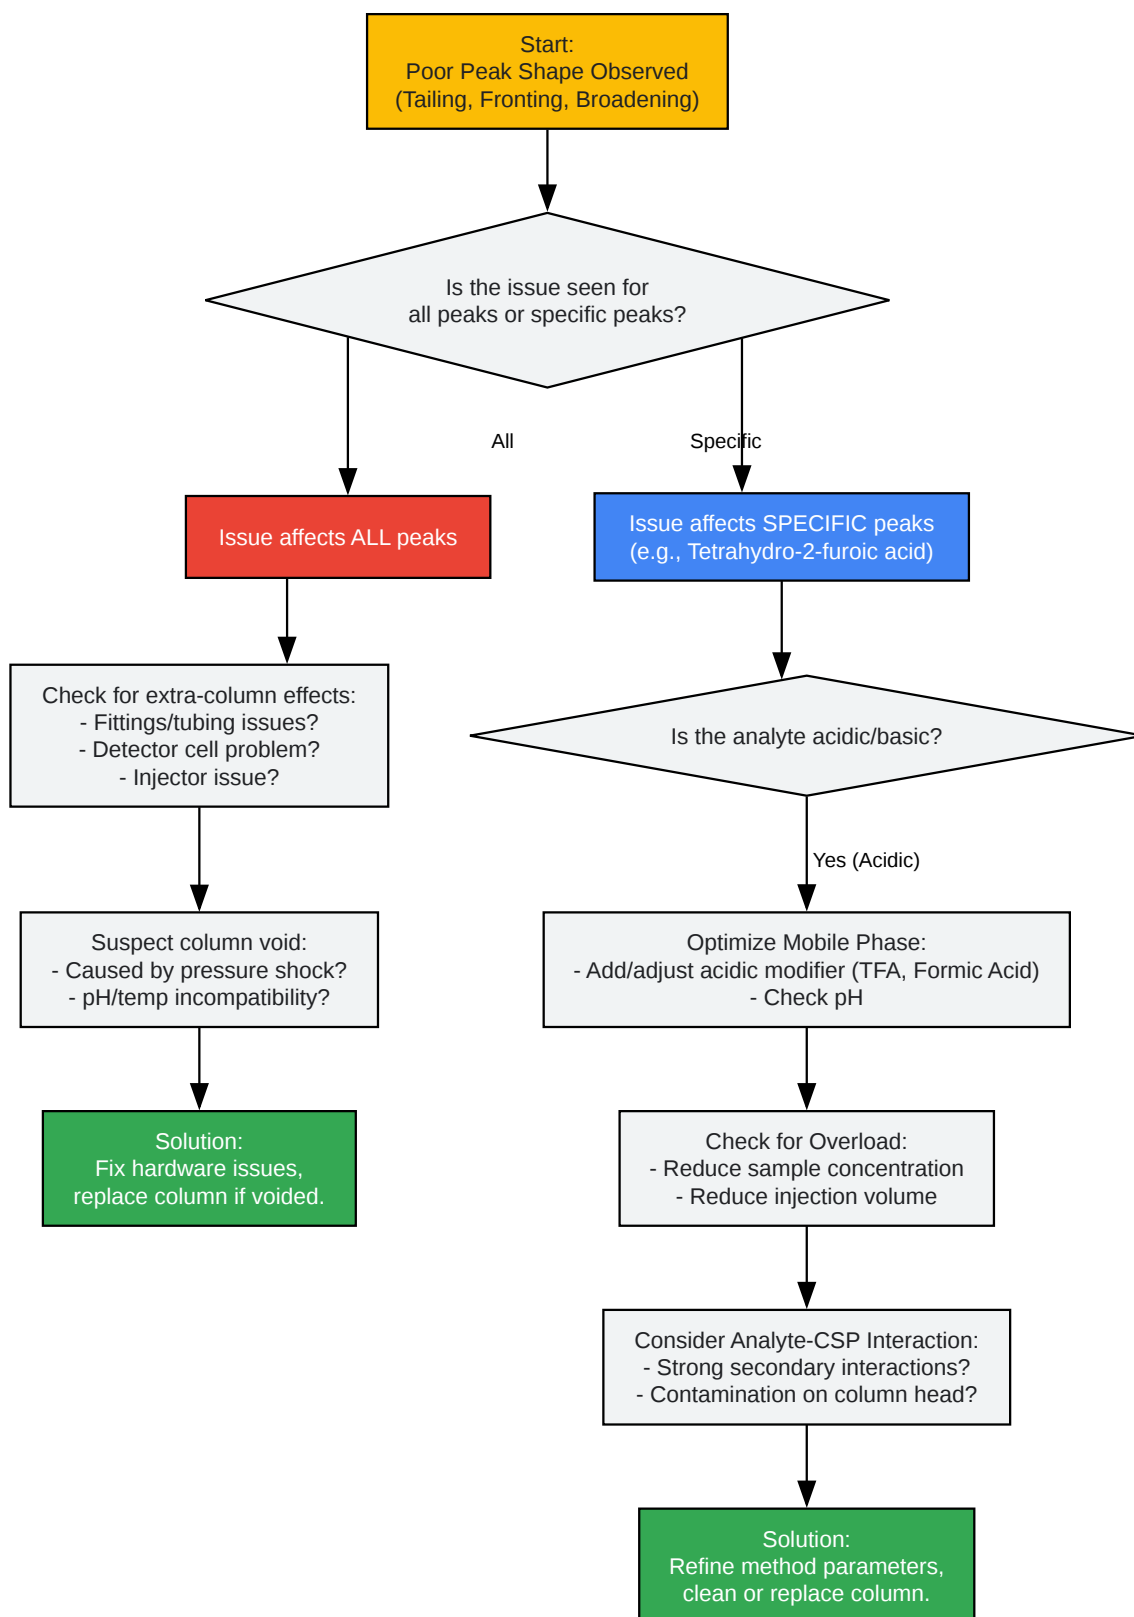 Start:
Poor Peak Shape Observed
(Tailing, Fronting, Broadening)
Is the issue seen for
all peaks or specific peaks?
All
Specific
Issue affects ALL peaks
Issue affects SPECIFIC peaks
(e.g., Tetrahydro-2-furoic acid)
Check for extra-column effects:
- Fittings/tubing issues?
- Detector cell problem?
- Injector issue?
Is the analyte acidic/basic?
Yes (Acidic)
Suspect column void:
- Caused by pressure shock?
- pH/temp incompatibility?
Optimize Mobile Phase:
- Add/adjust acidic modifier (TFA, Formic Acid)
- Check pH
Solution:
Fix hardware issues,
replace column if voided.
Check for Overload:
- Reduce sample concentration
- Reduce injection volume
Consider Analyte-CSP Interaction:
- Strong secondary interactions?
- Contamination on column head?
Solution:
Refine method parameters,
clean or replace column.